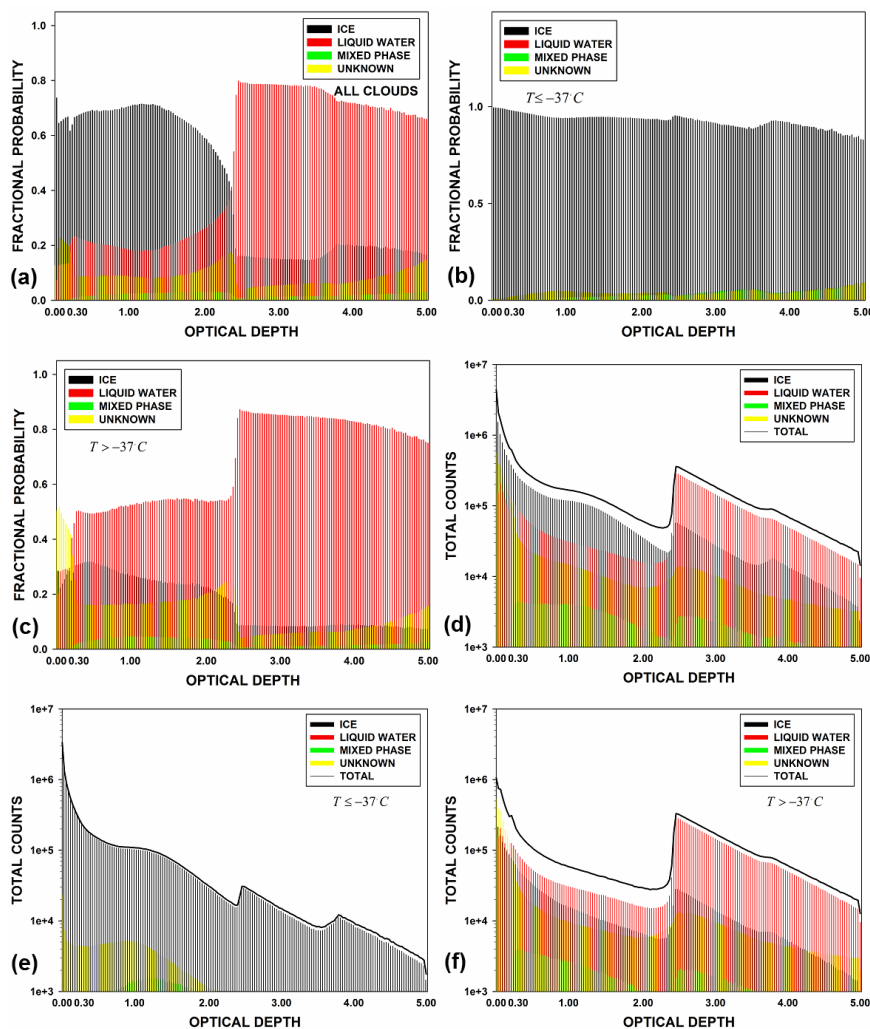 ICE
LIQUID WATER
MIXED PHASE
UNKNOWN
ALL CLOUDS
FRACTIONAL PROBABILITY
1.0
0.8
0.6
0.4
0.2
0.0
(a)
0.00 0.30 1.00 2.00 3.00 4.00 5.00
OPTICAL DEPTH
ICE
LIQUID WATER
MIXED PHASE
UNKNOWN
T ≤ −37 C
FRACTIONAL PROBABILITY
1.0
0.5
0.0
(b)
0.00 0.30 1.00 2.00 3.00 4.00 5.00
OPTICAL DEPTH
ICE
LIQUID WATER
MIXED PHASE
UNKNOWN
T > −37 C
FRACTIONAL PROBABILITY
1.0
0.8
0.6
0.4
0.2
0.0
(c)
0.000 0.30 1.00 2.00 3.00 4.00 5.00
OPTICAL DEPTH
ICE
LIQUID WATER
MIXED PHASE
UNKNOWN
TOTAL
TOTAL COUNTS
1e+7
1e+6
1e+5
1e+4
1e+3
(d)
0.000 0.30 1.00 2.00 3.00 4.00 5.00
OPTICAL DEPTH
ICE
LIQUID WATER
MIXED PHASE
UNKNOWN
TOTAL
T ≤ −37 C
TOTAL COUNTS
1e+7
1e+6
1e+5
1e+4
1e+3
(e)
0.00 0.30 1.00 2.00 3.00 4.00 5.00
OPTICAL DEPTH
ICE
LIQUID WATER
MIXED PHASE
UNKNOWN
TOTAL
T > −37 C
TOTAL COUNTS
1e+7
1e+6
1e+5
1e+4
1e+3
(f)
0.00 0.30 1.00 2.00 3.00 4.00 5.00
OPTICAL DEPTH